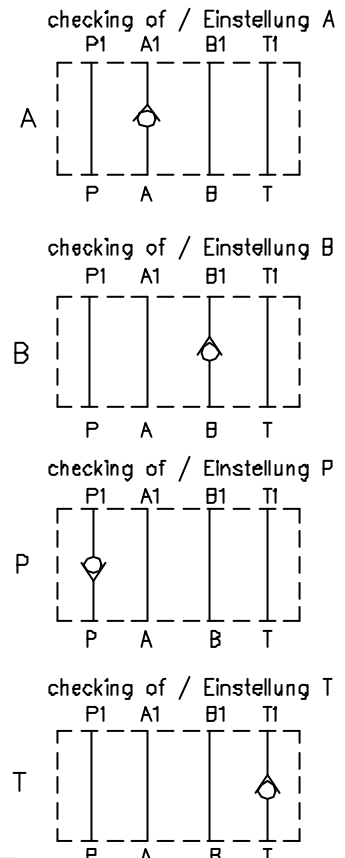 checking of / Einstellung A
P1 A1 B1 T1
A
P A B T
checking of / Einstellung B
P1 A1 B1 T1
B
P A B T
checking of / Einstellung P
P1 A1 B1 T1
P
P A B T
checking of / Einstellung T
P1 A1 B1 T1
T
P A B T